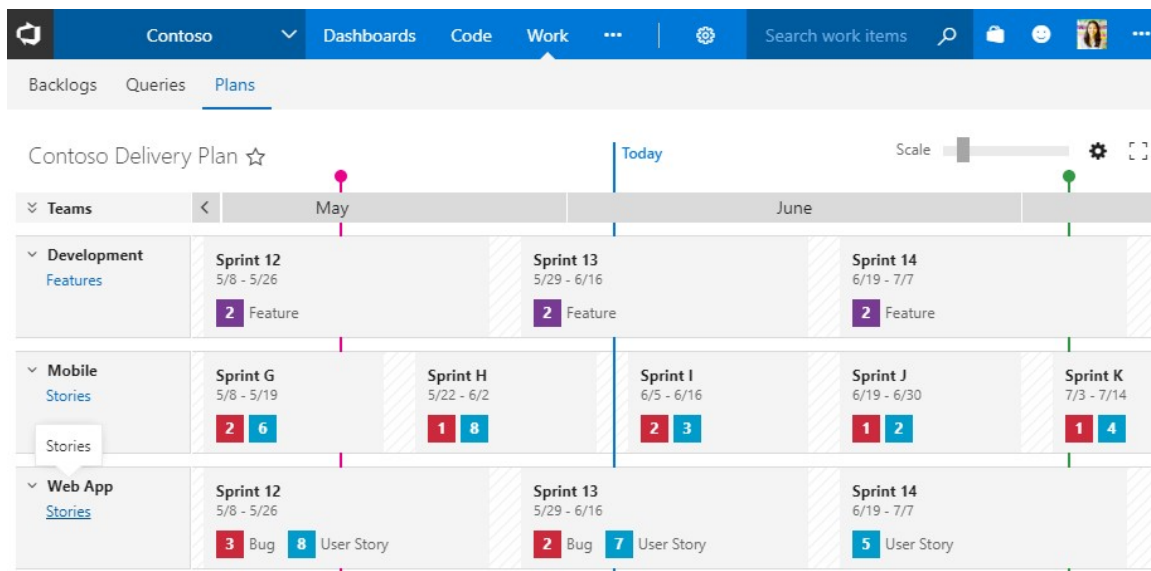 Contoso Dashboards Code Work ... Search work items ...
Backlogs Queries Plans
Contoso Delivery Plan Today Scale
Teams < May June
Development
Features
Sprint 12
5/8 - 5/26
2 Feature
Sprint 13
5/29 - 6/16
2 Feature
Sprint 14
6/19 - 7/7
2 Feature
Mobile
Stories
Stories
Sprint G
5/8 - 5/19
2 6
Sprint H
5/22 - 6/2
1 8
Sprint I
6/5 - 6/16
2 3
Sprint J
6/19 - 6/30
1 2
Sprint K
7/3 - 7/14
1 4
Web App
Stories
Sprint 12
5/8 - 5/26
3 Bug 8 User Story
Sprint 13
5/29 - 6/16
2 Bug 7 User Story
Sprint 14
6/19 - 7/7
5 User Story